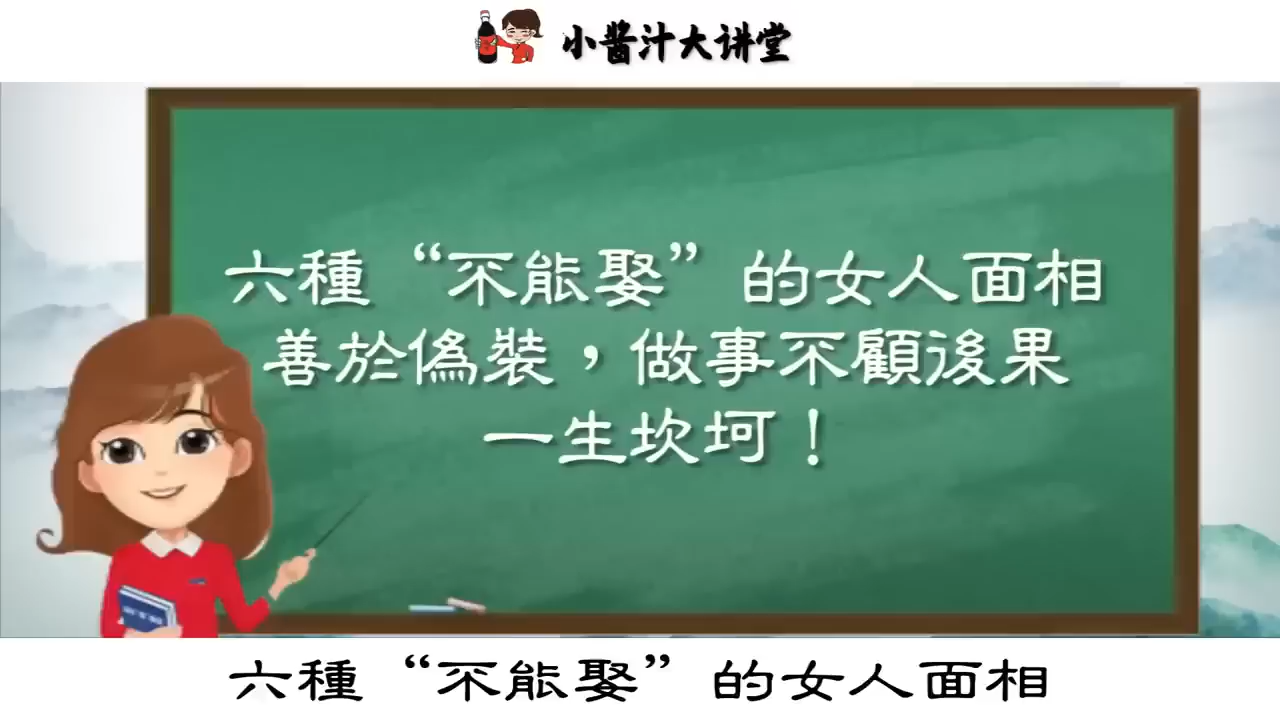 小酱汁大讲堂
六種“不能娶”的女人面相
善於偽裝，做事不顧後果
一生坎坷！
六種“不能娶”的女人面相